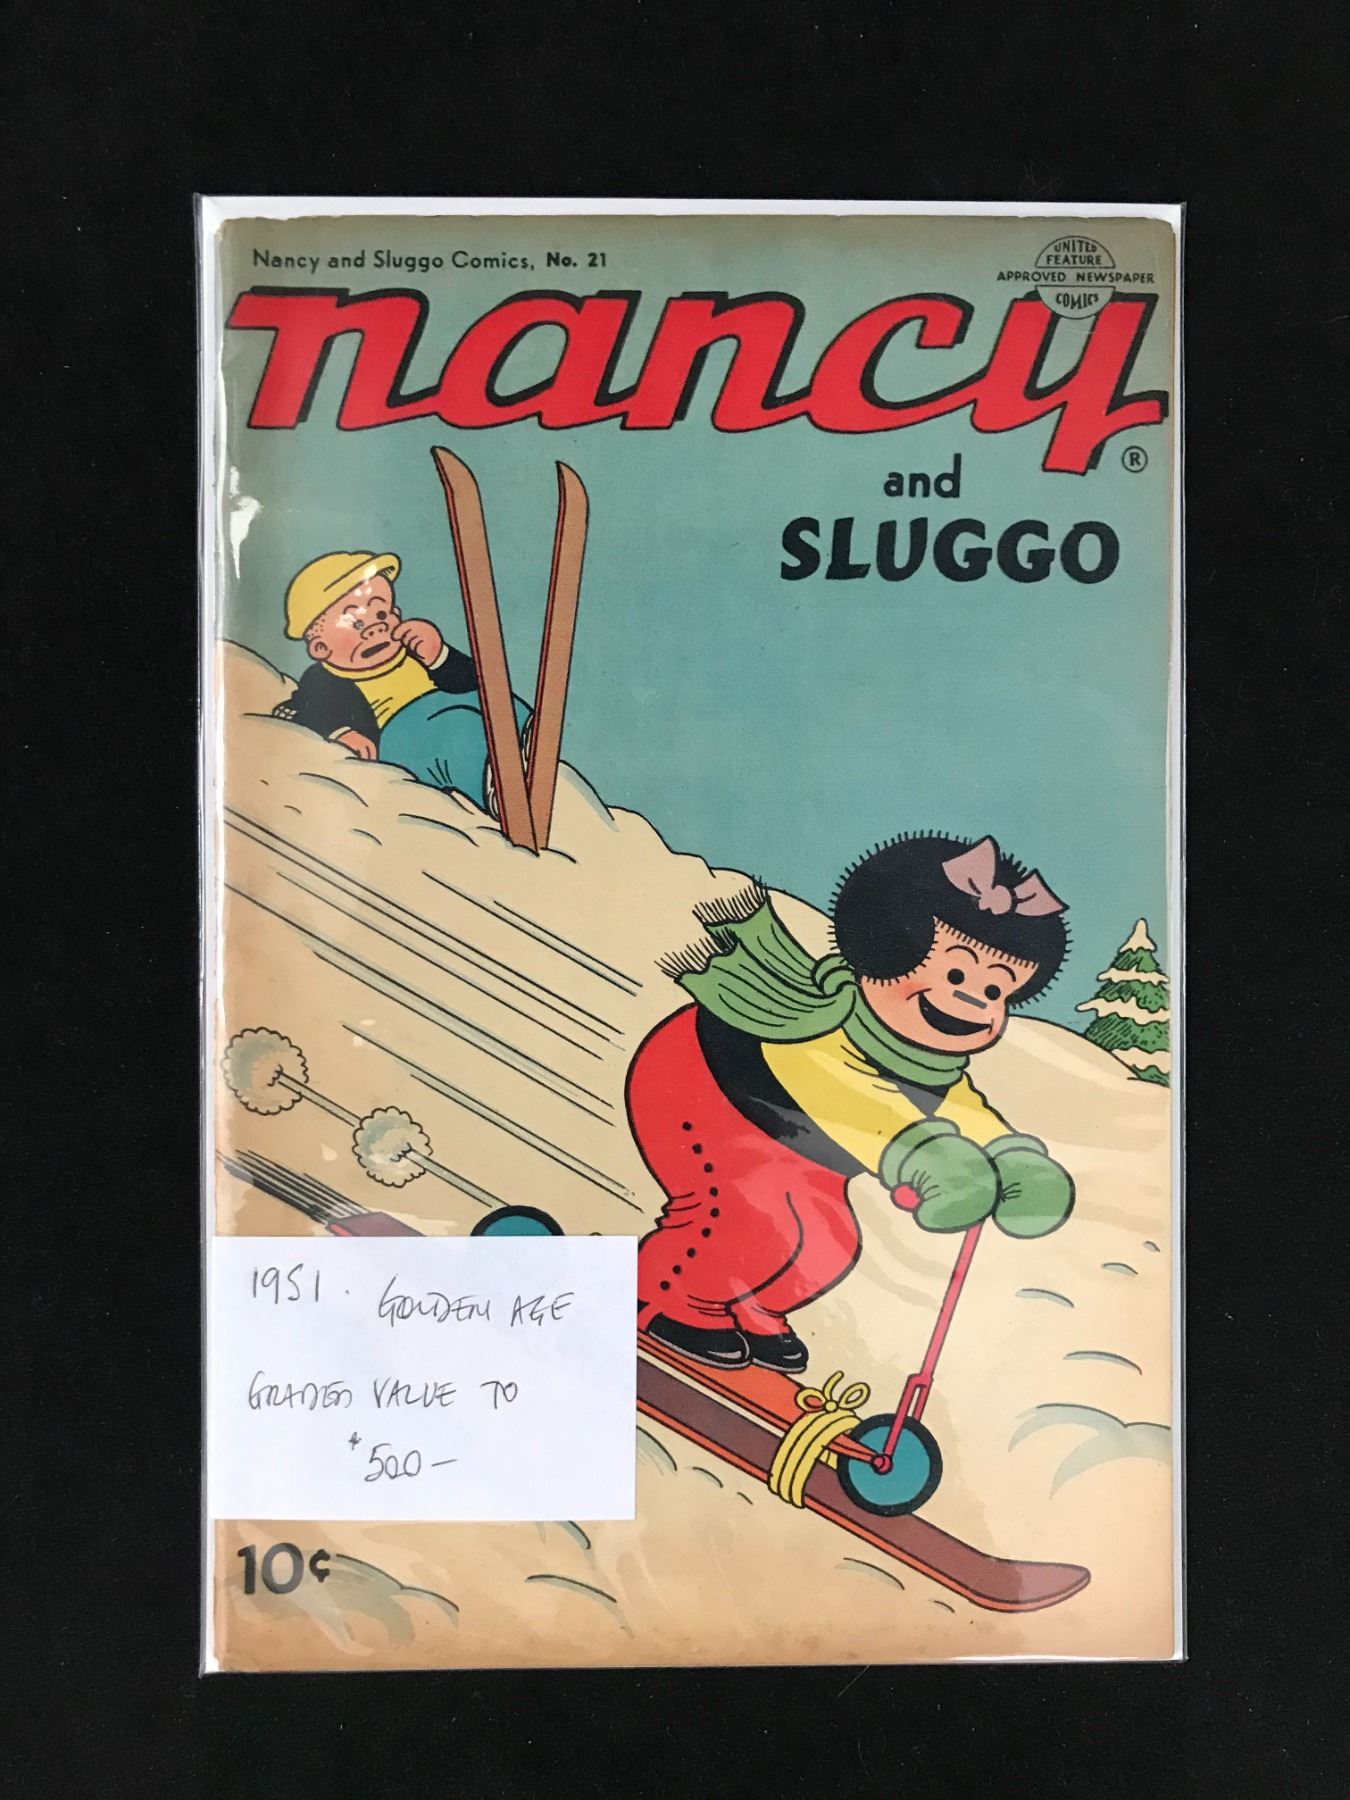 Nancy and Sluggo Comics, No. 21
UNITED
FEATURE
APPROVED NEWSPAPER
COMICS
nancy
®
and
SLUGGO
1951. GOLDEN AGE
GRADED VALUE TO
$500-
10¢